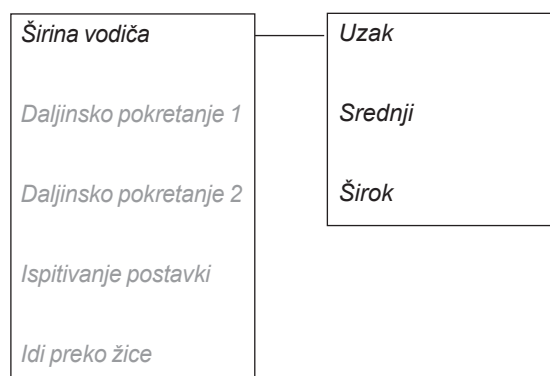 Širina vodiča
Daljinsko pokretanje 1
Daljinsko pokretanje 2
Ispitivanje postavki
Idi preko žice
Uzak
Srednji
Širok